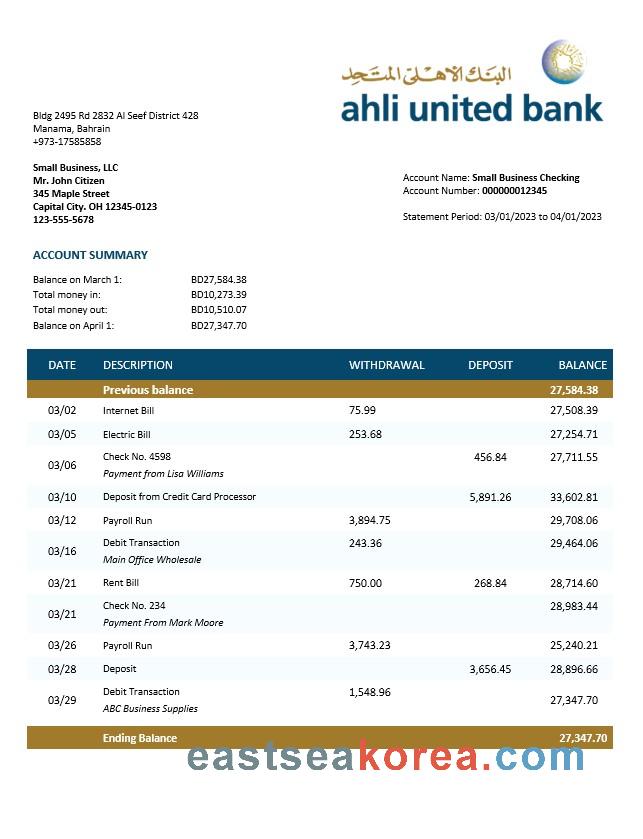 البنك الأهلي المتحد
ahli united bank
Bldg 2495 Rd 2832 Al Seef District 428
Manama, Bahrain
+973-17585858
Small Business, LLC
Mr. John Citizen
345 Maple Street
Capital City. OH 12345-0123
123-555-5678
Account Name: Small Business Checking
Account Number: 000000012345
Statement Period: 03/01/2023 to 04/01/2023
ACCOUNT SUMMARY
Balance on March 1: BD27,584.38
Total money in: BD10,273.39
Total money out: BD10,510.07
Balance on April 1: BD27,347.70
DATE DESCRIPTION WITHDRAWAL DEPOSIT BALANCE
Previous balance 27,584.38
03/02 Internet Bill 75.99 27,508.39
03/05 Electric Bill 253.68 27,254.71
03/06 Check No. 4598 456.84 27,711.55
Payment from Lisa Williams
03/10 Deposit from Credit Card Processor 5,891.26 33,602.81
03/12 Payroll Run 3,894.75 29,708.06
03/16 Debit Transaction 243.36 29,464.06
Main Office Wholesale
03/21 Rent Bill 750.00 268.84 28,714.60
03/21 Check No. 234 28,983.44
Payment From Mark Moore
03/26 Payroll Run 3,743.23 25,240.21
03/28 Deposit 3,656.45 28,896.66
03/29 Debit Transaction 1,548.96 27,347.70
ABC Business Supplies
Ending Balance 27,347.70
eastseakorea.com